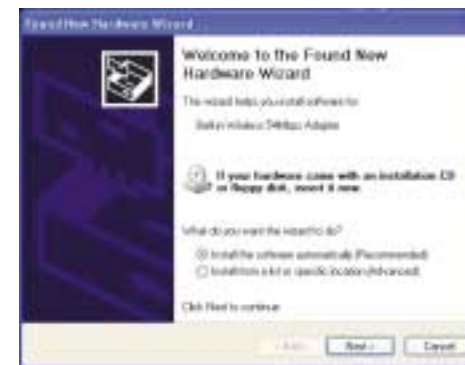 Found New Hardware Wizard
Welcome to the Found New
Hardware Wizard
This wizard helps you install software for:
Belkin Wireless 54Mbps Adapter
If your hardware came with an installation CD
or floppy disk, insert it now.
What do you want the wizard to do?
Install the software automatically (Recommended)
Install from a list or specific location (Advanced)
Click Next to continue.
< Back
Next >
Cancel